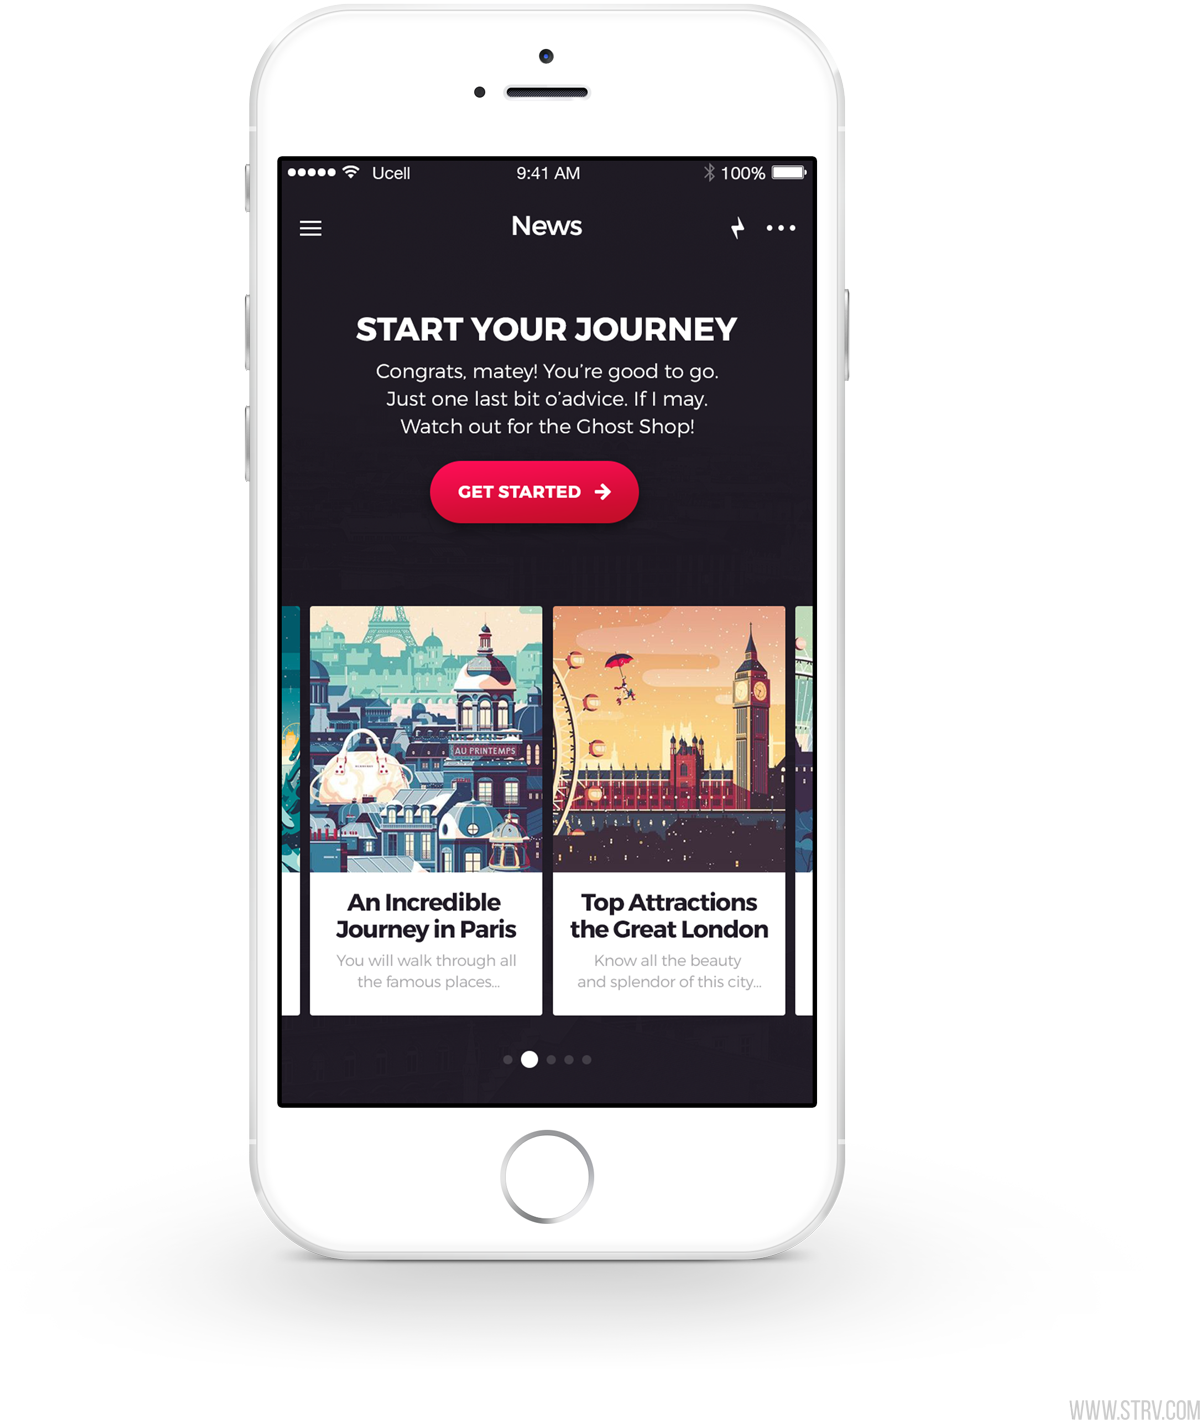 Ucell 9:41 AM 100%
News
START YOUR JOURNEY
Congrats, matey! You’re good to go.
Just one last bit o’advice. If I may.
Watch out for the Ghost Shop!
GET STARTED
AU PRINTEMPS
An Incredible
Journey in Paris
You will walk through all
the famous places...
Top Attractions
the Great London
Know all the beauty
and splendor of this city...
WWW.STRV.COM